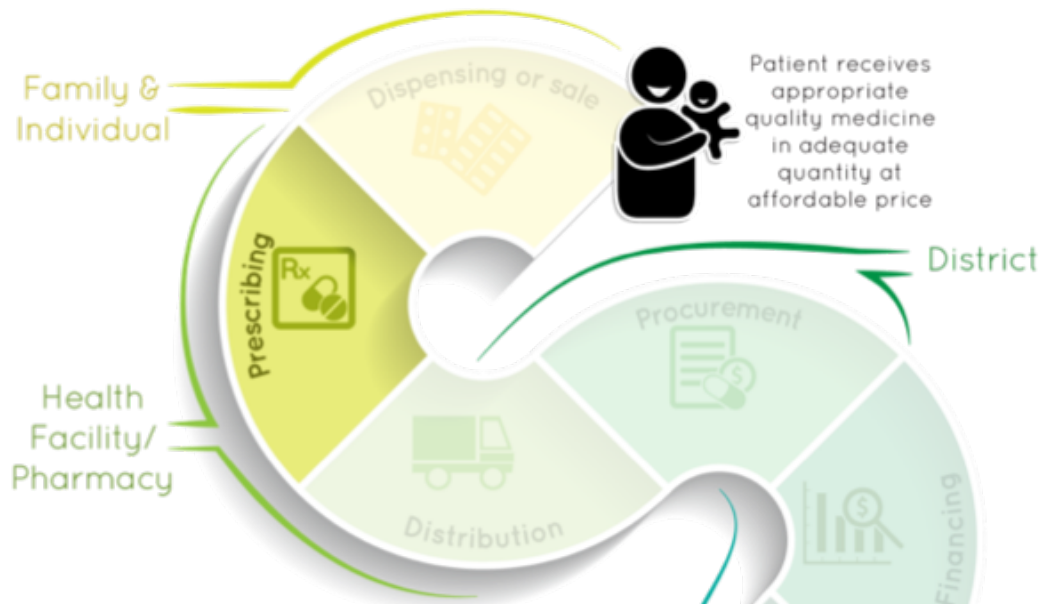 Family &
Individual
Dispensing or sale
Patient receives
appropriate
quality medicine
in adequate
quantity at
affordable price
District
Prescribing
Rx
Procurement
$
Health
Facility/
Pharmacy
Distribution
$
Financing